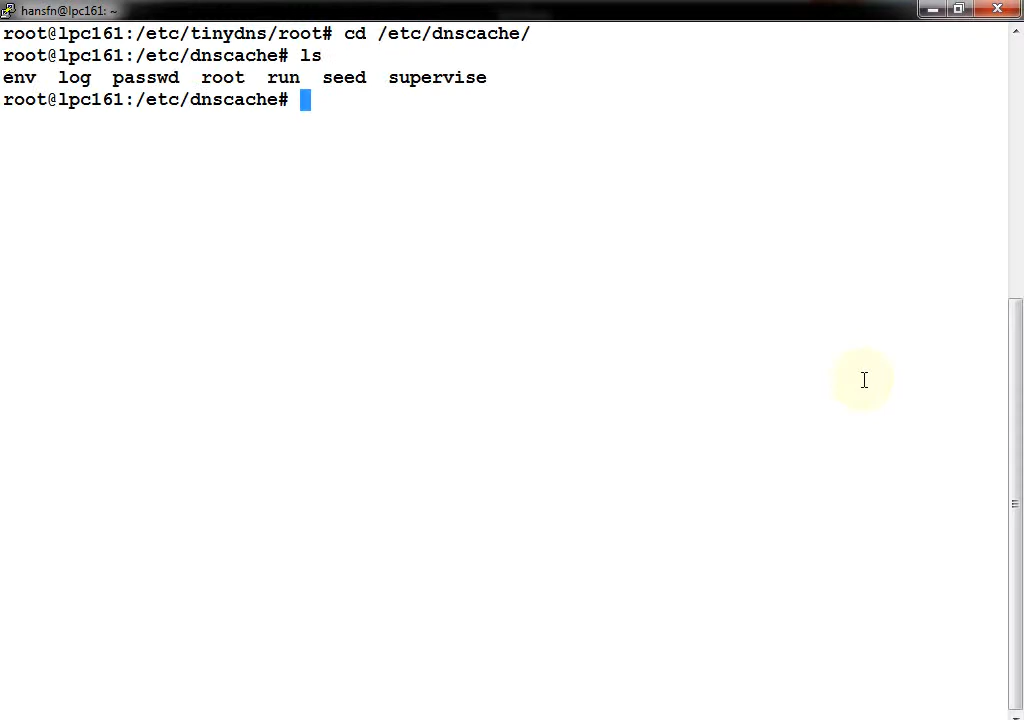 hansfn@lpc161: ~
root@lpc161:/etc/tinydns/root# cd /etc/dnscache/
root@lpc161:/etc/dnscache# ls
env  log  passwd  root  run  seed  supervise
root@lpc161:/etc/dnscache#